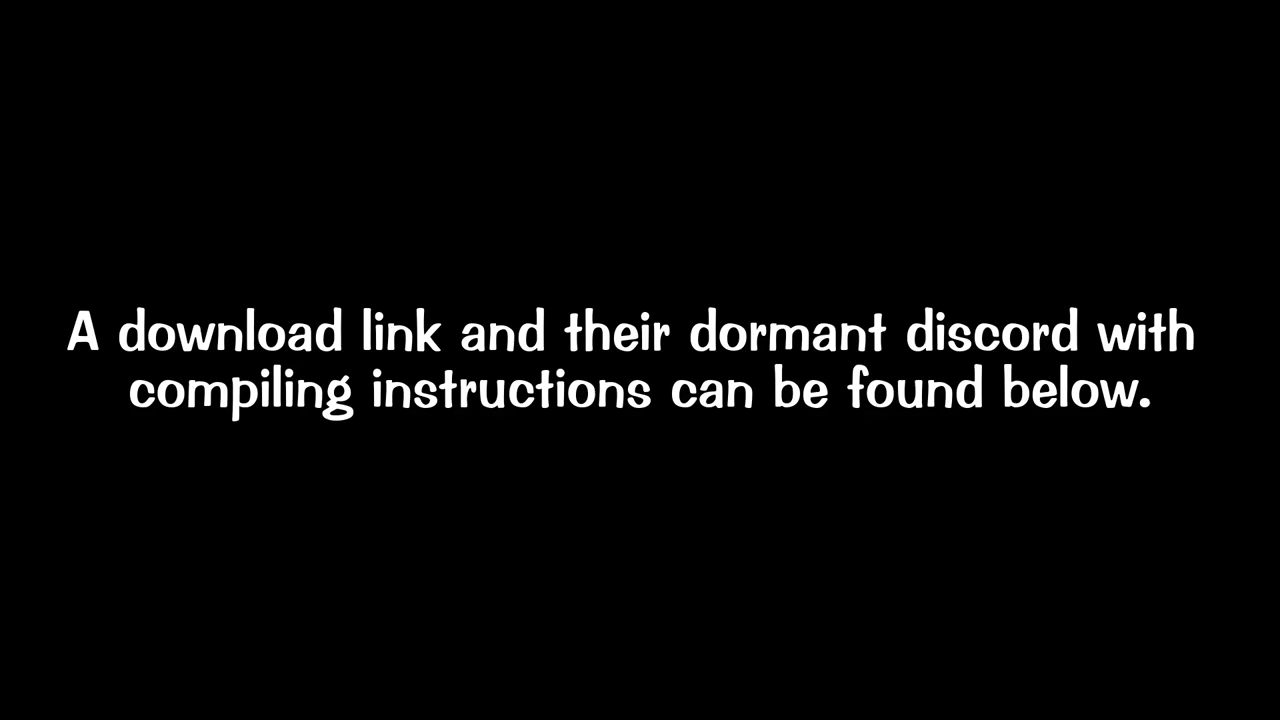 A download link and their dormant discord with
compiling instructions can be found below.